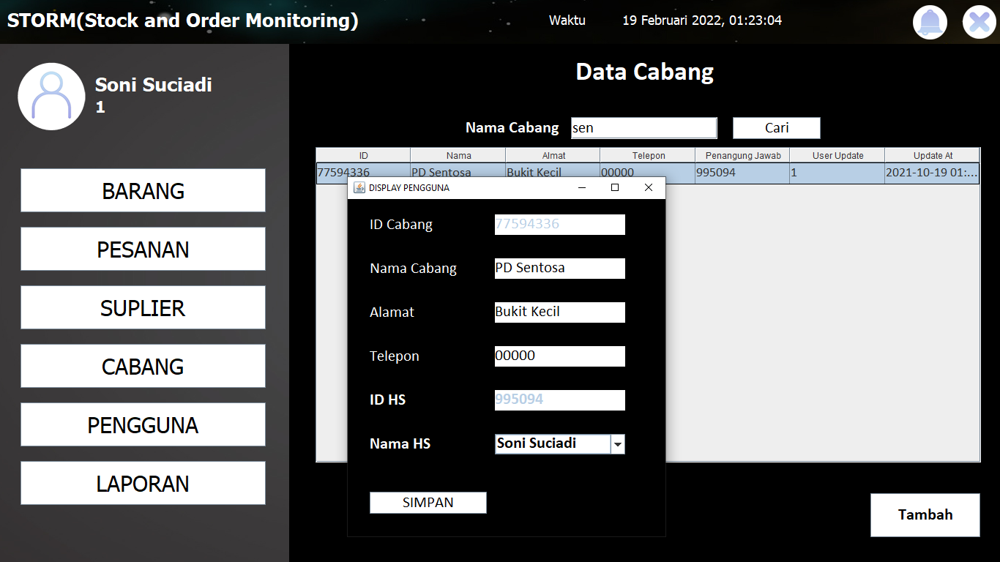 STORM(Stock and Order Monitoring)
Waktu
19 Februari 2022, 01:23:04
Soni Suciadi
1
BARANG
PESANAN
SUPLIER
CABANG
PENGGUNA
LAPORAN
Data Cabang
Nama Cabang sen Cari
ID Nama Almat Telepon Penangung Jawab User Update Update At
77594336 PD Sentosa Bukit Kecil 00000 995094 1 2021-10-19 01:...
DISPLAY PENGGUNA
ID Cabang 77594336
Nama Cabang PD Sentosa
Alamat Bukit Kecil
Telepon 00000
ID HS 995094
Nama HS Soni Suciadi
SIMPAN
Tambah